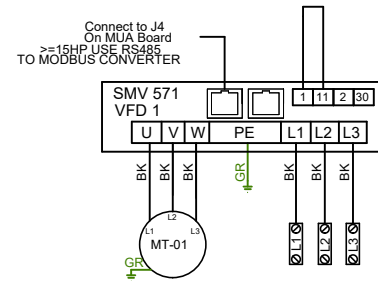 Connect to J4
On MUA Board
>=15HP USE RS485
TO MODBUS CONVERTER
SMV 571
VFD 1
1 11 2 30
U V W PE L1 L2 L3
BK BK BK GR BK BK BK
L1 L2 L3
MT-01
GR
L1 L2 L3